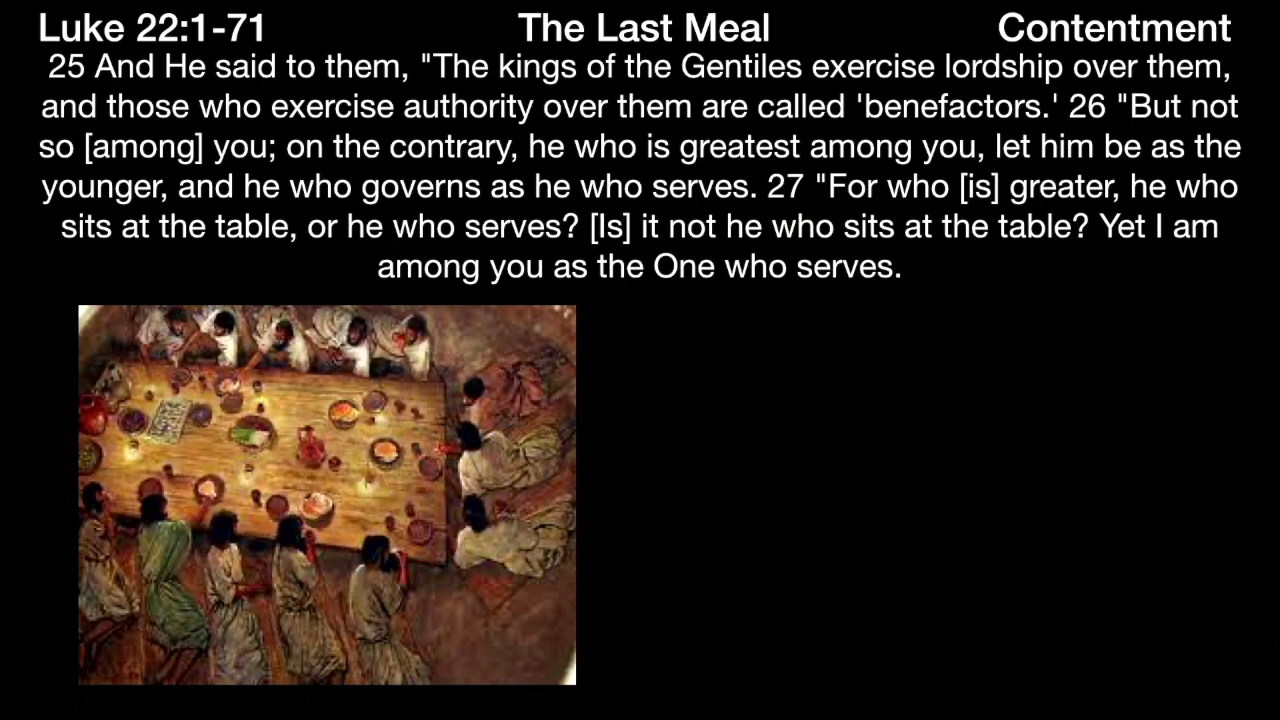 Luke 22:1-71 The Last Meal Contentment
25 And He said to them, "The kings of the Gentiles exercise lordship over them,
and those who exercise authority over them are called 'benefactors.' 26 "But not
so [among] you; on the contrary, he who is greatest among you, let him be as the
younger, and he who governs as he who serves. 27 "For who [is] greater, he who
sits at the table, or he who serves? [Is] it not he who sits at the table? Yet I am
among you as the One who serves.